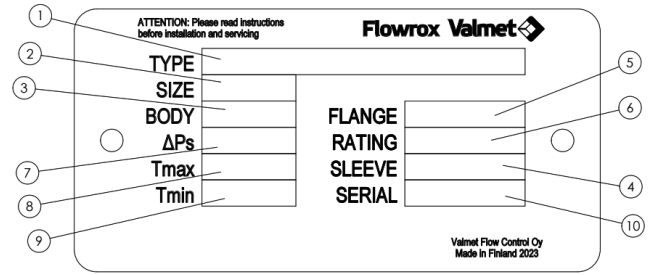 ATTENTION: Please read instructions
before installation and servicing
Flowrox Valmet
1
TYPE
2
SIZE
3
BODY
FLANGE
5
ΔPs
RATING
6
7
Tmax
SLEEVE
4
8
Tmin
SERIAL
10
9
Valmet Flow Control Oy
Made in Finland 2023